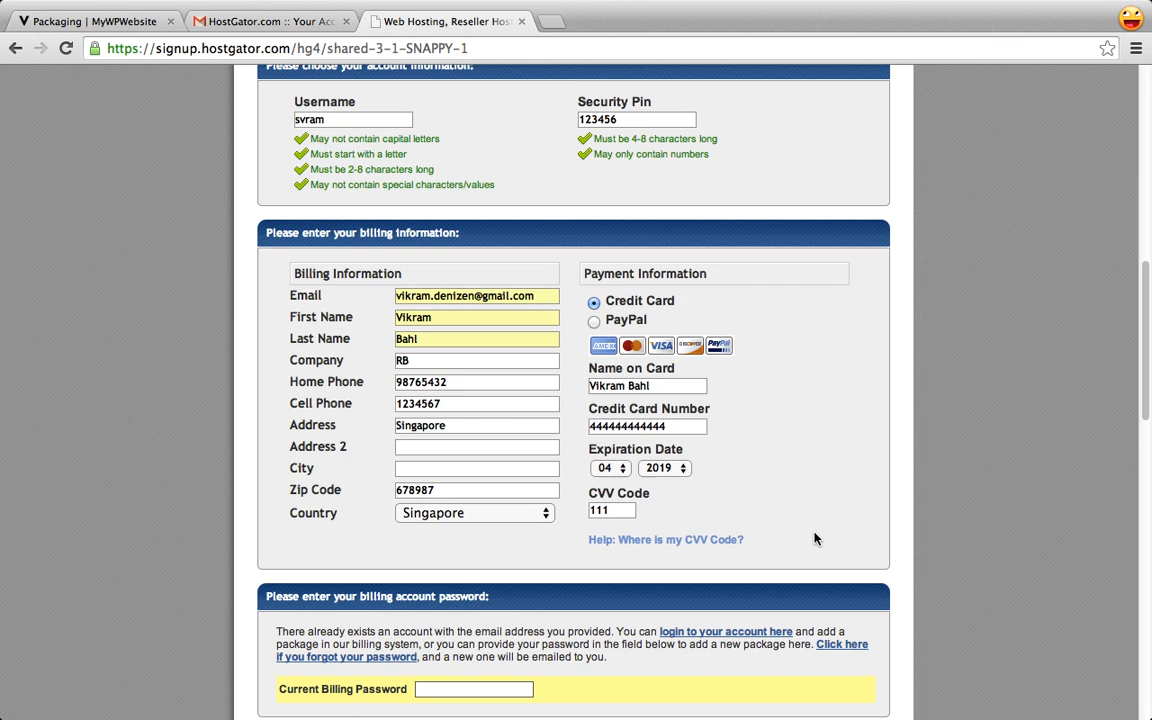 Packaging | MyWPWebsite
HostGator.com :: Your Acc
Web Hosting, Reseller Hos
https://signup.hostgator.com/hg4/shared-3-1-SNAPPY-1
Please choose your account information:
Username
Security Pin
svram
123456
May not contain capital letters
Must be 4-8 characters long
Must start with a letter
May only contain numbers
Must be 2-8 characters long
May not contain special characters/values
Please enter your billing information:
Billing Information
Payment Information
Email
vikram.denizen@gmail.com
Credit Card
First Name
Vikram
PayPal
Last Name
Bahl
AMEX
VISA
DISCOVER
PayPal
Company
RB
Name on Card
Home Phone
98765432
Vikram Bahl
Cell Phone
1234567
Credit Card Number
Address
Singapore
444444444444
Address 2
Expiration Date
City
04
2019
Zip Code
678987
CVV Code
Country
Singapore
111
Help: Where is my CVV Code?
Please enter your billing account password:
There already exists an account with the email address you provided. You can login to your account here and add a
package in our billing system, or you can provide your password in the field below to add a new package here. Click here
if you forgot your password, and a new one will be emailed to you.
Current Billing Password